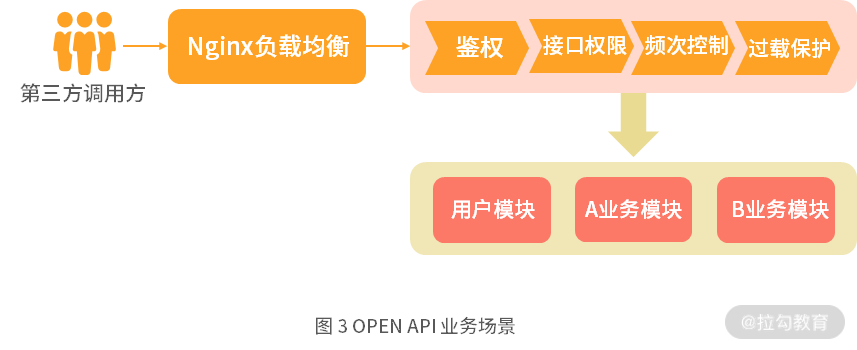 Nginx负载均衡
鉴权
接口权限
频次控制
过载保护
第三方调用方
用户模块
A业务模块
B业务模块
图 3 OPEN API 业务场景
@拉勾教育